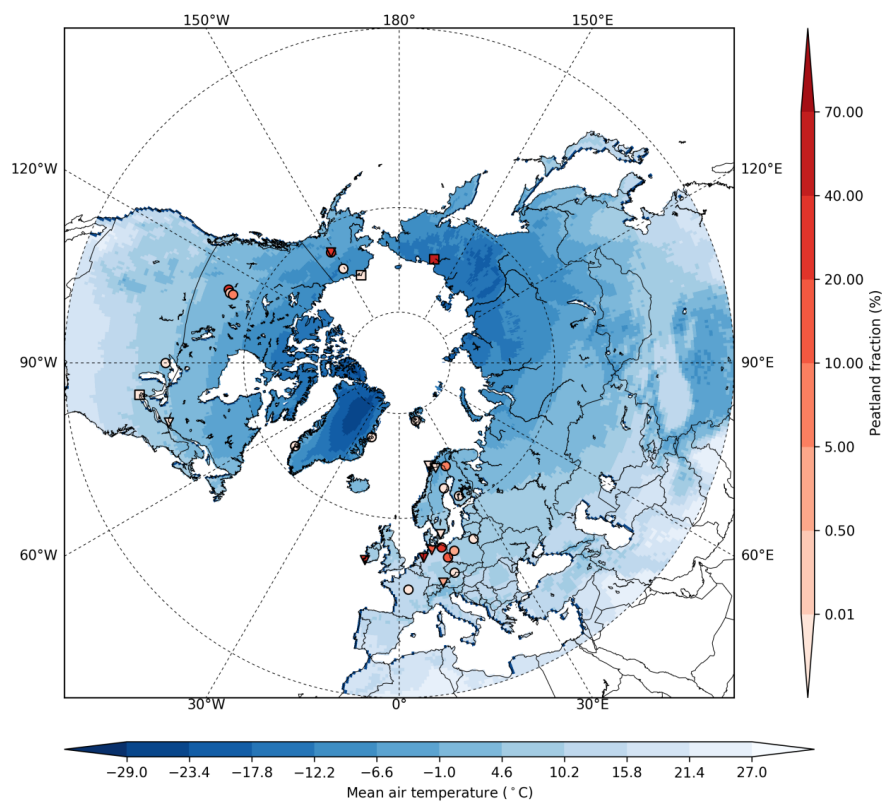 150°W 180° 150°E
120°W 120°E
90°W 90°E
60°W 60°E
30°W 0° 30°E
70.00
40.00
20.00
10.00
5.00
0.50
0.01
Peatland fraction (%)
−29.0 −23.4 −17.8 −12.2 −6.6 −1.0 4.6 10.2 15.8 21.4 27.0
Mean air temperature (°C)